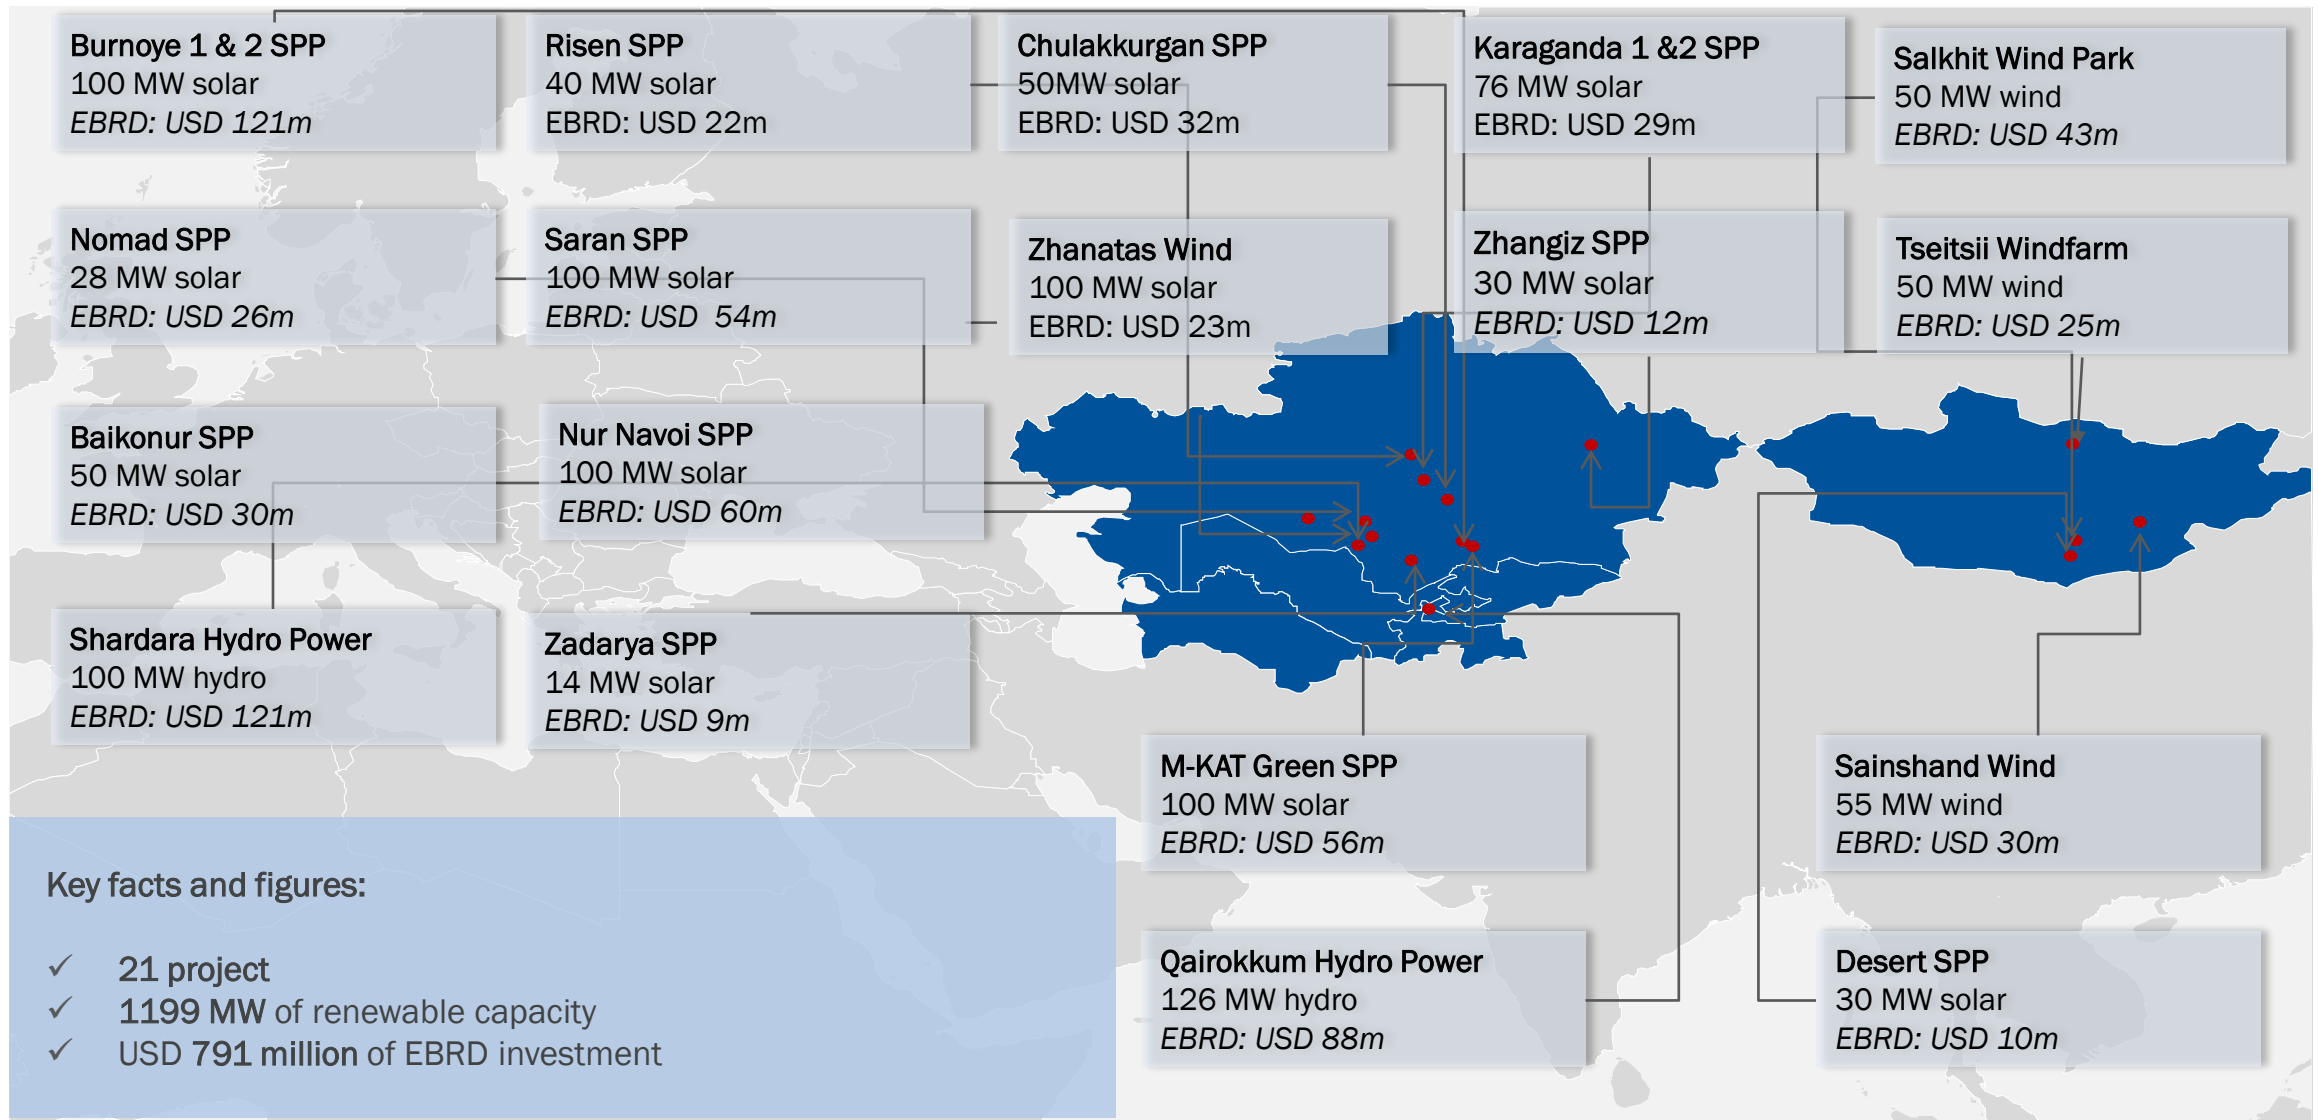 Burnoye 1 & 2 SPP
100 MW solar
EBRD: USD 121m
Risen SPP
40 MW solar
EBRD: USD 22m
Chulakkurgan SPP
50MW solar
EBRD: USD 32m
Karaganda 1 &2 SPP
76 MW solar
EBRD: USD 29m
Salkhit Wind Park
50 MW wind
EBRD: USD 43m
Nomad SPP
28 MW solar
EBRD: USD 26m
Saran SPP
100 MW solar
EBRD: USD 54m
Zhanatas Wind
100 MW solar
EBRD: USD 23m
Zhangiz SPP
30 MW solar
EBRD: USD 12m
Tseitsii Windfarm
50 MW wind
EBRD: USD 25m
Baikonur SPP
50 MW solar
EBRD: USD 30m
Nur Navoi SPP
100 MW solar
EBRD: USD 60m
Shardara Hydro Power
100 MW hydro
EBRD: USD 121m
Zadarya SPP
14 MW solar
EBRD: USD 9m
M-KAT Green SPP
100 MW solar
EBRD: USD 56m
Sainshand Wind
55 MW wind
EBRD: USD 30m
Qairokkum Hydro Power
126 MW hydro
EBRD: USD 88m
Desert SPP
30 MW solar
EBRD: USD 10m
Key facts and figures:
✓ 21 project
✓ 1199 MW of renewable capacity
✓ USD 791 million of EBRD investment